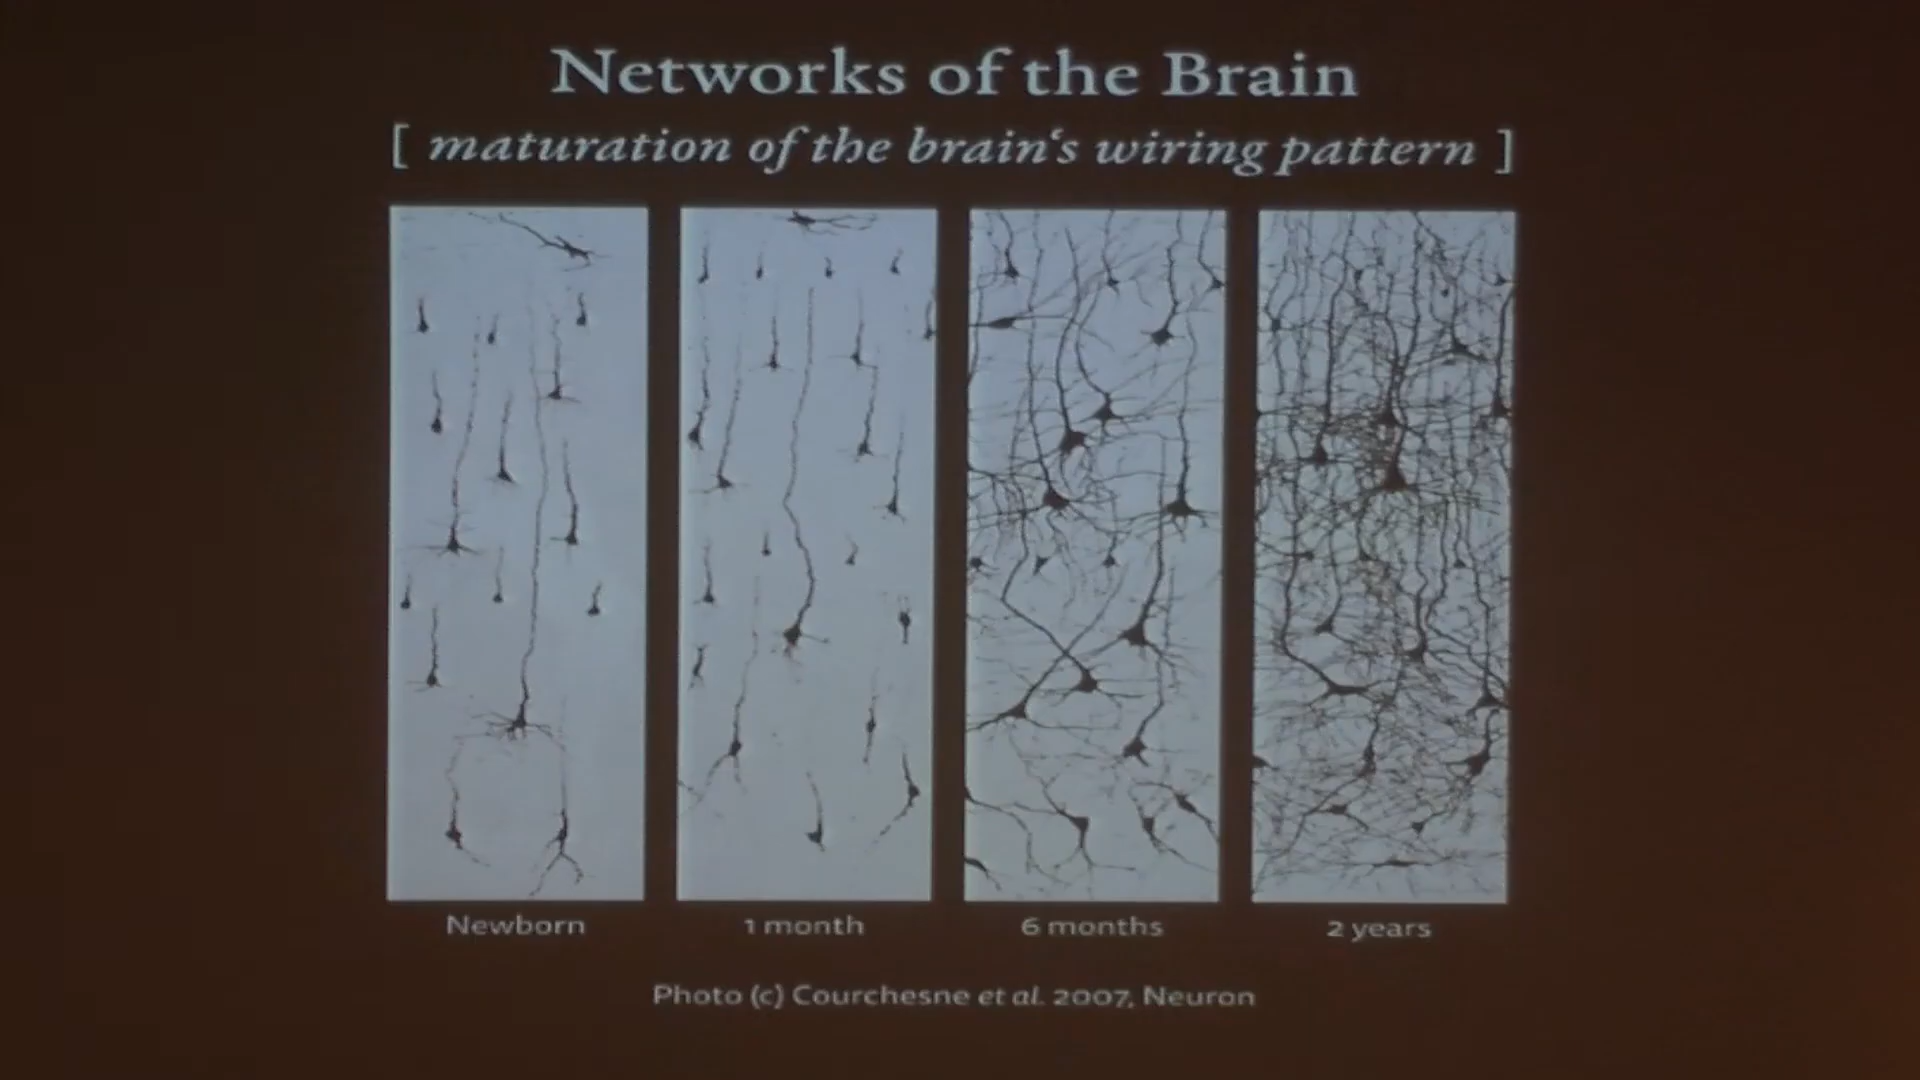 Networks of the Brain
[ maturation of the brain‘s wiring pattern ]
Newborn
1 month
6 months
2 years
Photo (c) Courchesne et al. 2007, Neuron